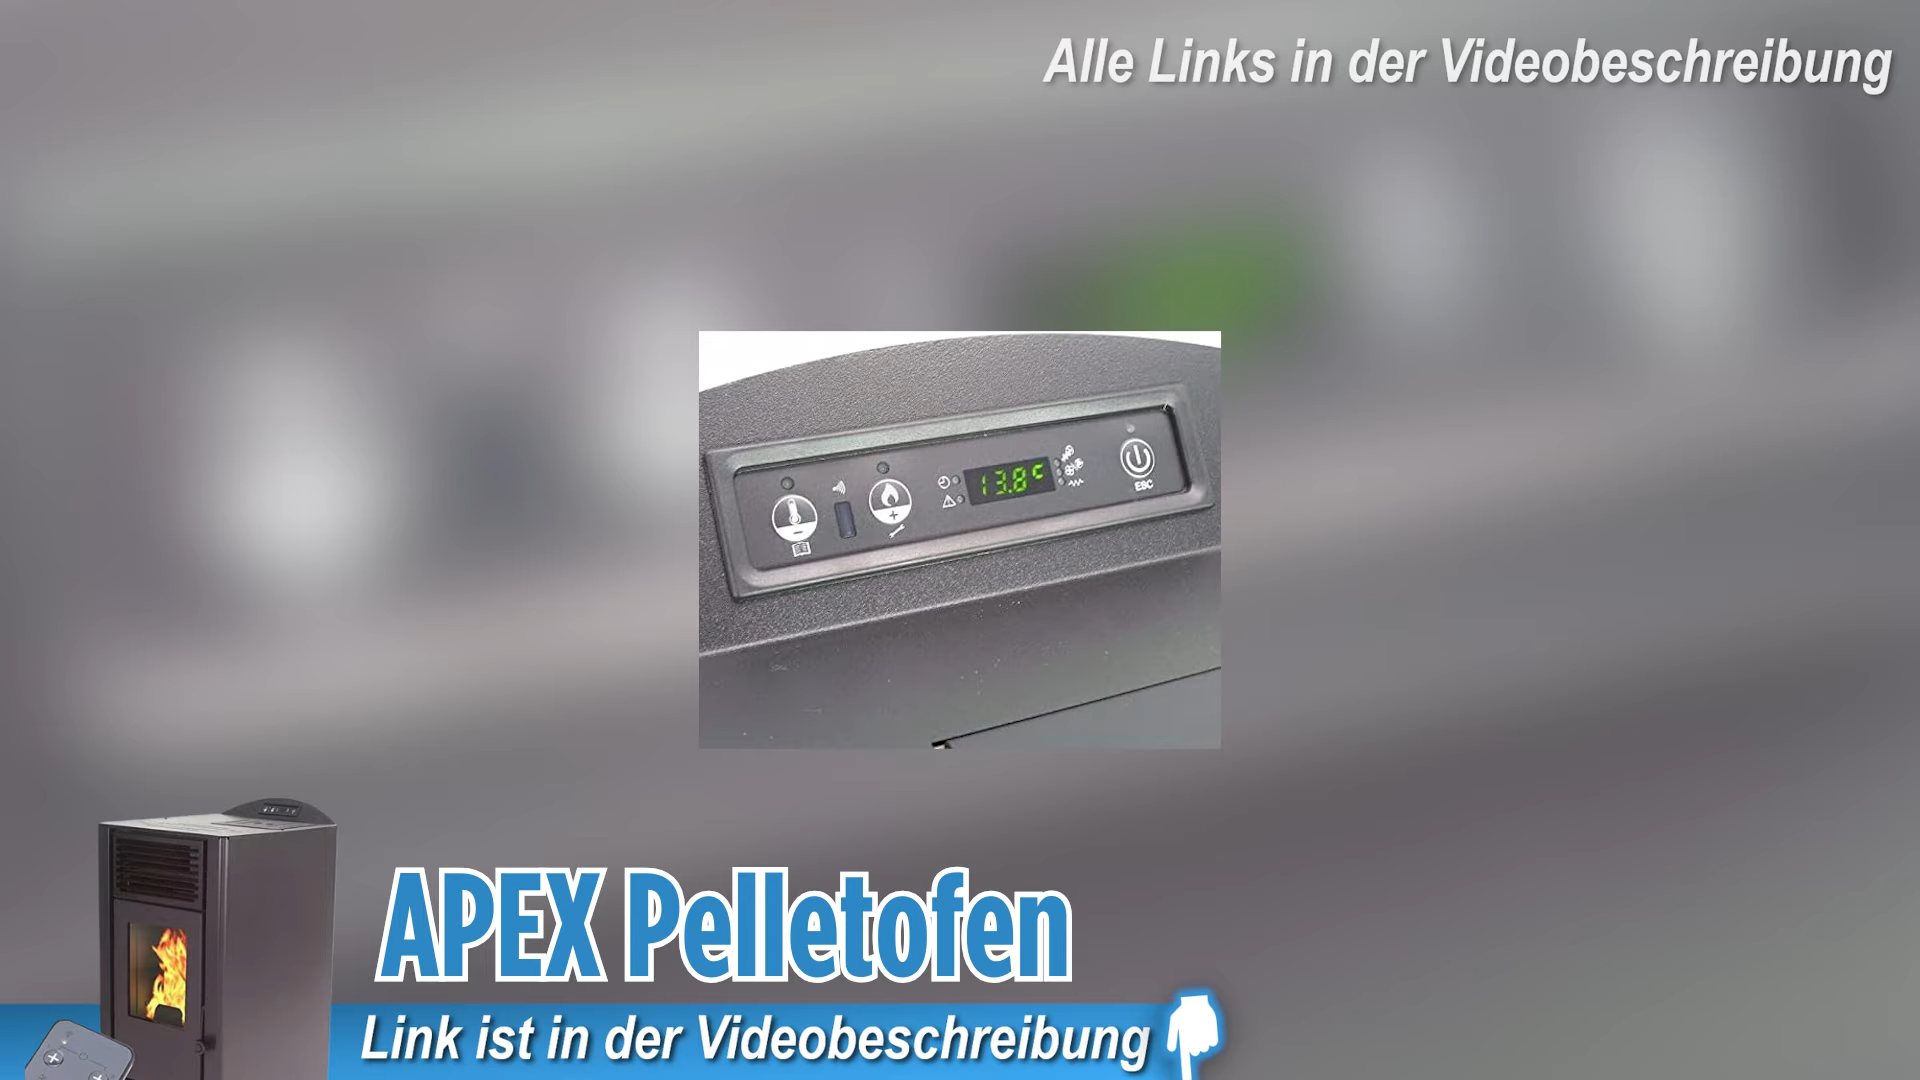 Alle Links in der Videobeschreibung
13.8°C
ESC
APEX Pelletofen
Link ist in der Videobeschreibung